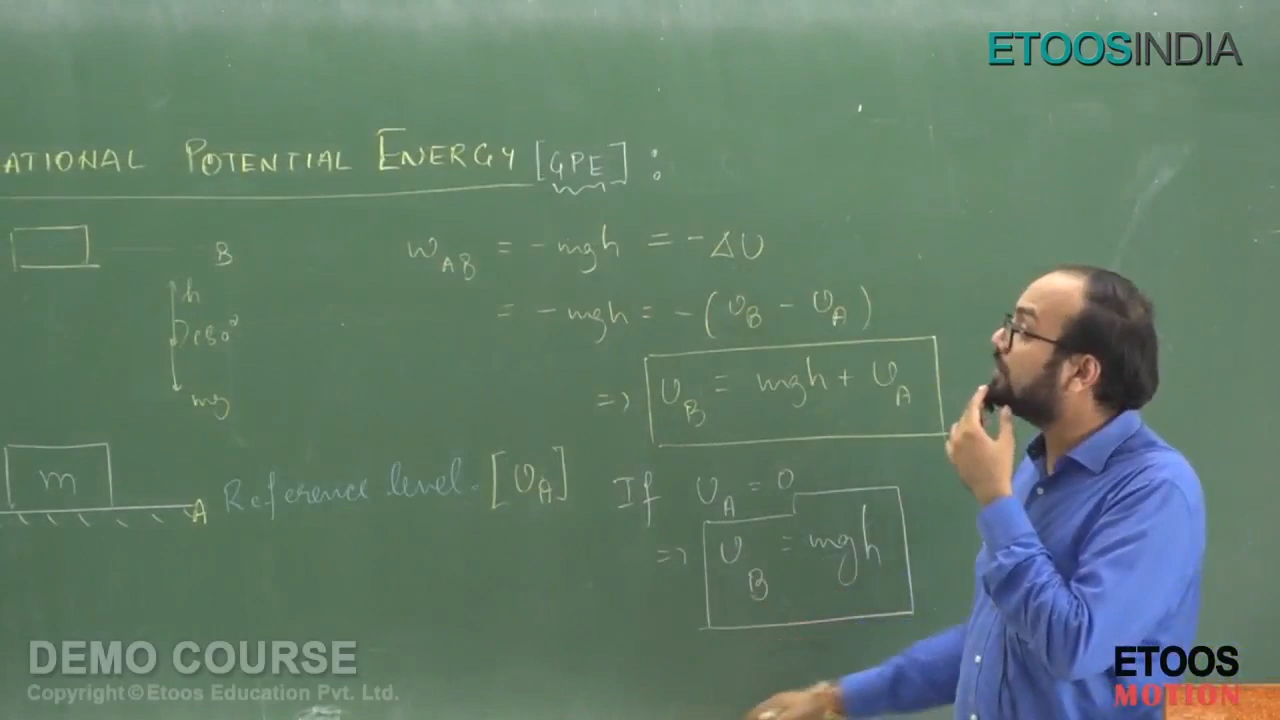 ETOOSINDIA
ATIONAL POTENTIAL ENERGY [GPE] :
B
W_AB = -mgh = -ΔU
h
= -mgh = -(U_B - U_A)
mg
=> U_B = mgh + U_A
m
A Reference level. [U_A]
If U_A = 0
=> U_B = mgh
DEMO COURSE
Copyright © Etoos Education Pvt. Ltd.
ETOOS
MOTION